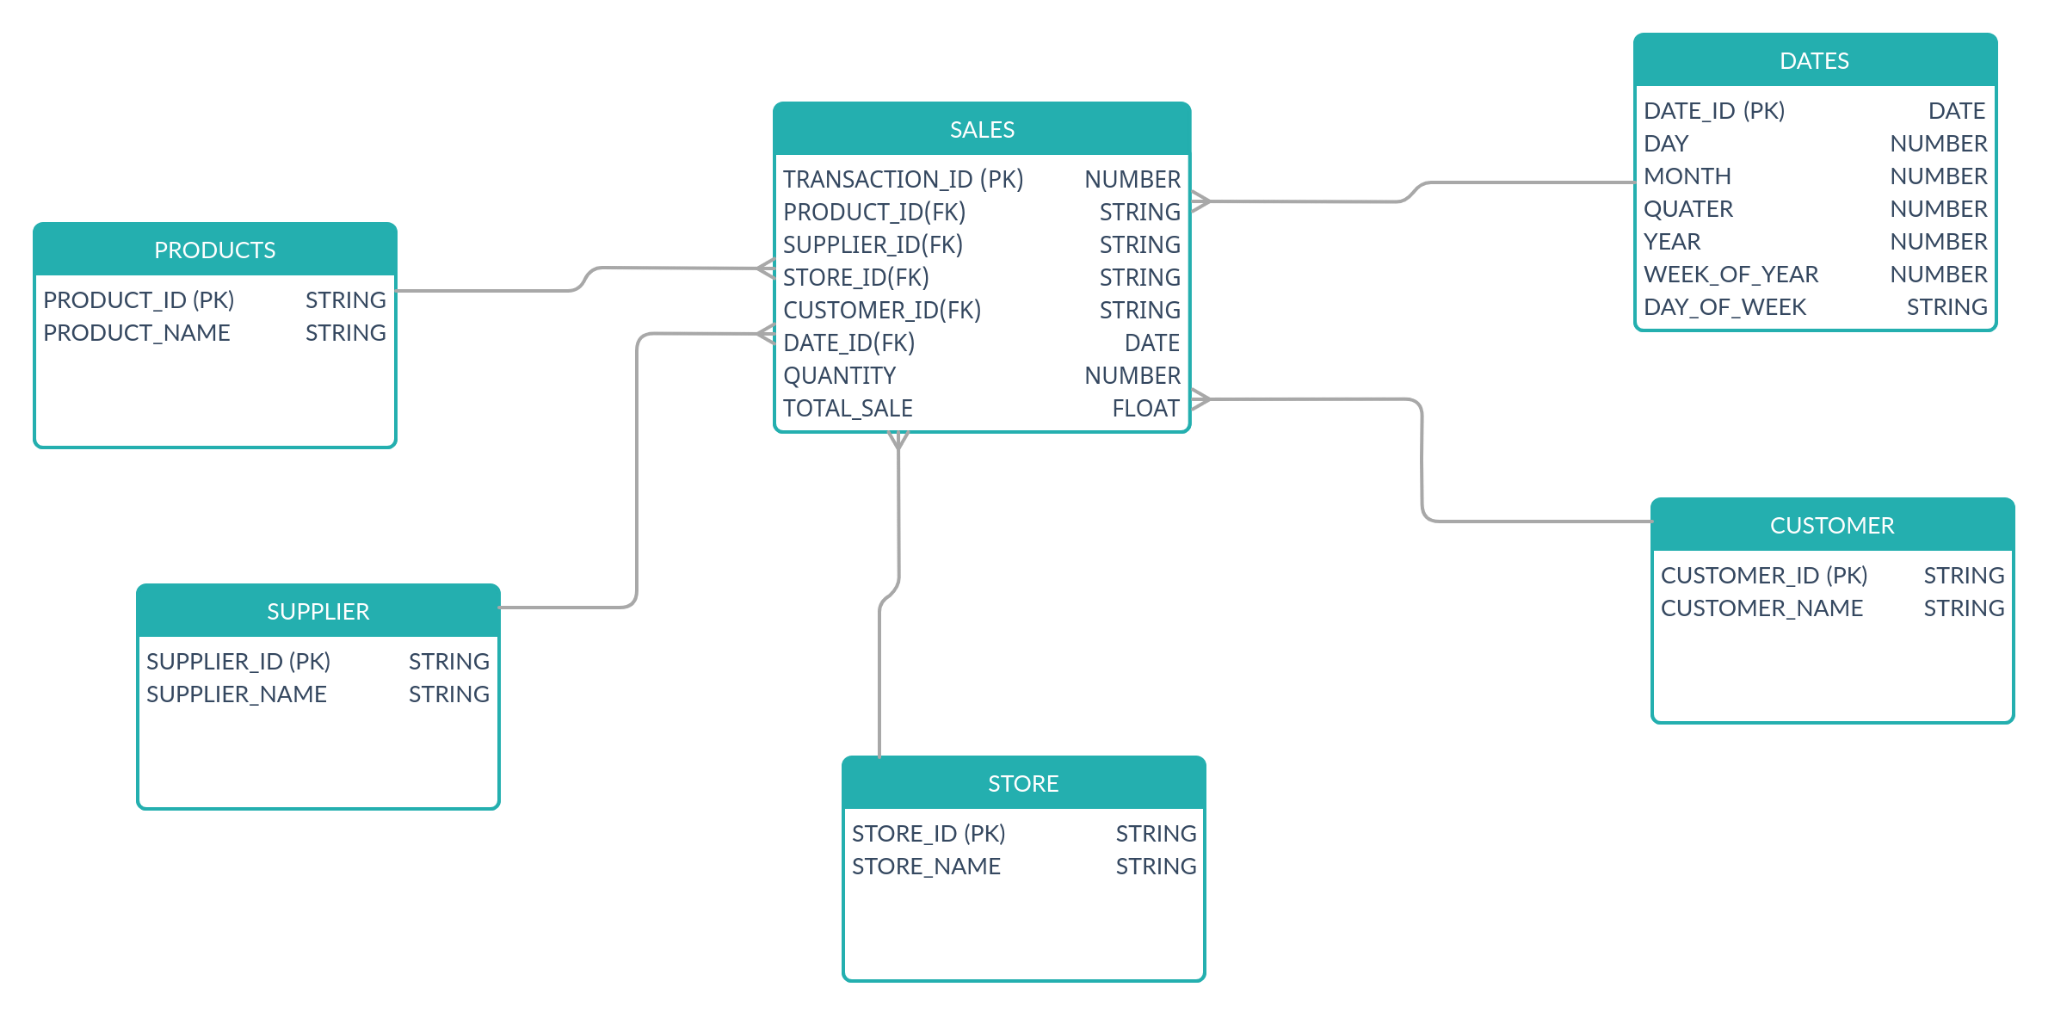 DATES
DATE_ID (PK) DATE
DAY NUMBER
MONTH NUMBER
QUATER NUMBER
YEAR NUMBER
WEEK_OF_YEAR NUMBER
DAY_OF_WEEK STRING
SALES
TRANSACTION_ID (PK) NUMBER
PRODUCT_ID(FK) STRING
SUPPLIER_ID(FK) STRING
STORE_ID(FK) STRING
CUSTOMER_ID(FK) STRING
DATE_ID(FK) DATE
QUANTITY NUMBER
TOTAL_SALE FLOAT
PRODUCTS
PRODUCT_ID (PK) STRING
PRODUCT_NAME STRING
CUSTOMER
CUSTOMER_ID (PK) STRING
CUSTOMER_NAME STRING
SUPPLIER
SUPPLIER_ID (PK) STRING
SUPPLIER_NAME STRING
STORE
STORE_ID (PK) STRING
STORE_NAME STRING